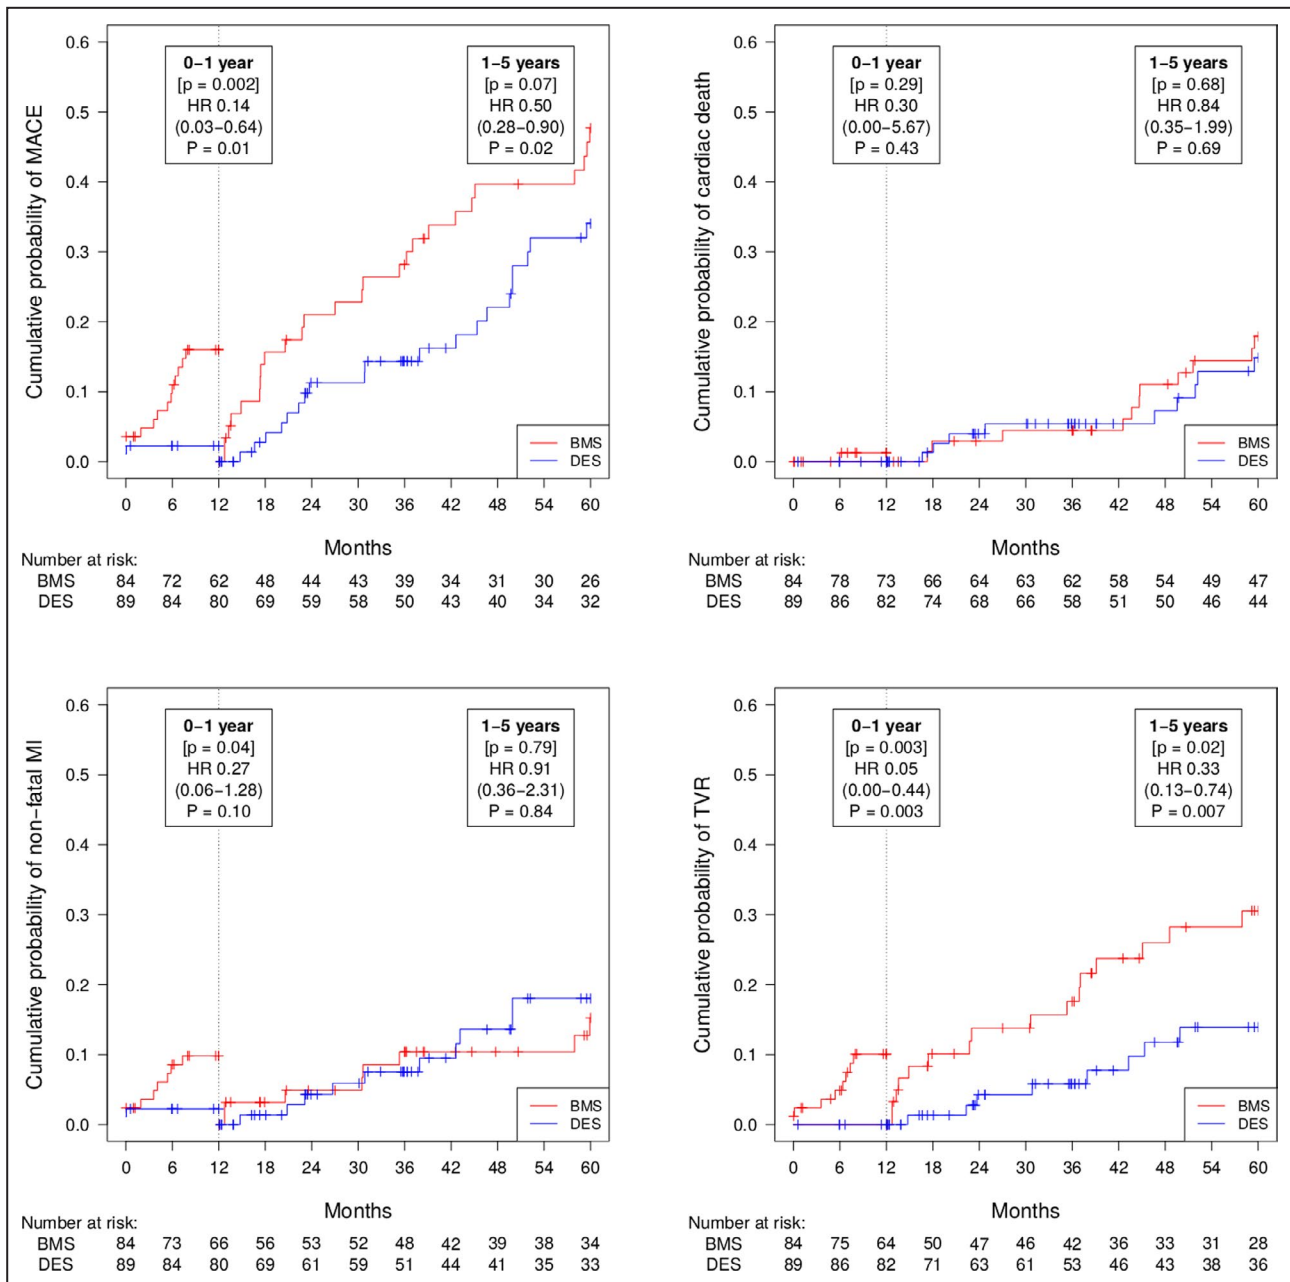 Cumulative probability of MACE
0.6
0.5
0.4
0.3
0.2
0.1
0.0
0−1 year
[p = 0.002]
HR 0.14
(0.03−0.64)
P = 0.01
1−5 years
[p = 0.07]
HR 0.50
(0.28−0.90)
P = 0.02
BMS
DES
0 6 12 18 24 30 36 42 48 54 60
Months
Number at risk:
BMS 84 72 62 48 44 43 39 34 31 30 26
DES 89 84 80 69 59 58 50 43 40 34 32
Cumulative probability of cardiac death
0.6
0.5
0.4
0.3
0.2
0.1
0.0
0−1 year
[p = 0.29]
HR 0.30
(0.00−5.67)
P = 0.43
1−5 years
[p = 0.68]
HR 0.84
(0.35−1.99)
P = 0.69
BMS
DES
0 6 12 18 24 30 36 42 48 54 60
Months
Number at risk:
BMS 84 78 73 66 64 63 62 58 54 49 47
DES 89 86 82 74 68 66 58 51 50 46 44
Cumulative probability of non−fatal MI
0.6
0.5
0.4
0.3
0.2
0.1
0.0
0−1 year
[p = 0.04]
HR 0.27
(0.06−1.28)
P = 0.10
1−5 years
[p = 0.79]
HR 0.91
(0.36−2.31)
P = 0.84
BMS
DES
0 6 12 18 24 30 36 42 48 54 60
Months
Number at risk:
BMS 84 73 66 56 53 52 48 42 39 38 34
DES 89 84 80 69 61 59 51 44 41 35 33
Cumulative probability of TVR
0.6
0.5
0.4
0.3
0.2
0.1
0.0
0−1 year
[p = 0.003]
HR 0.05
(0.00−0.44)
P = 0.003
1−5 years
[p = 0.02]
HR 0.33
(0.13−0.74)
P = 0.007
BMS
DES
0 6 12 18 24 30 36 42 48 54 60
Months
Number at risk:
BMS 84 75 64 50 47 46 42 36 33 31 28
DES 89 86 82 71 63 61 53 46 43 38 36